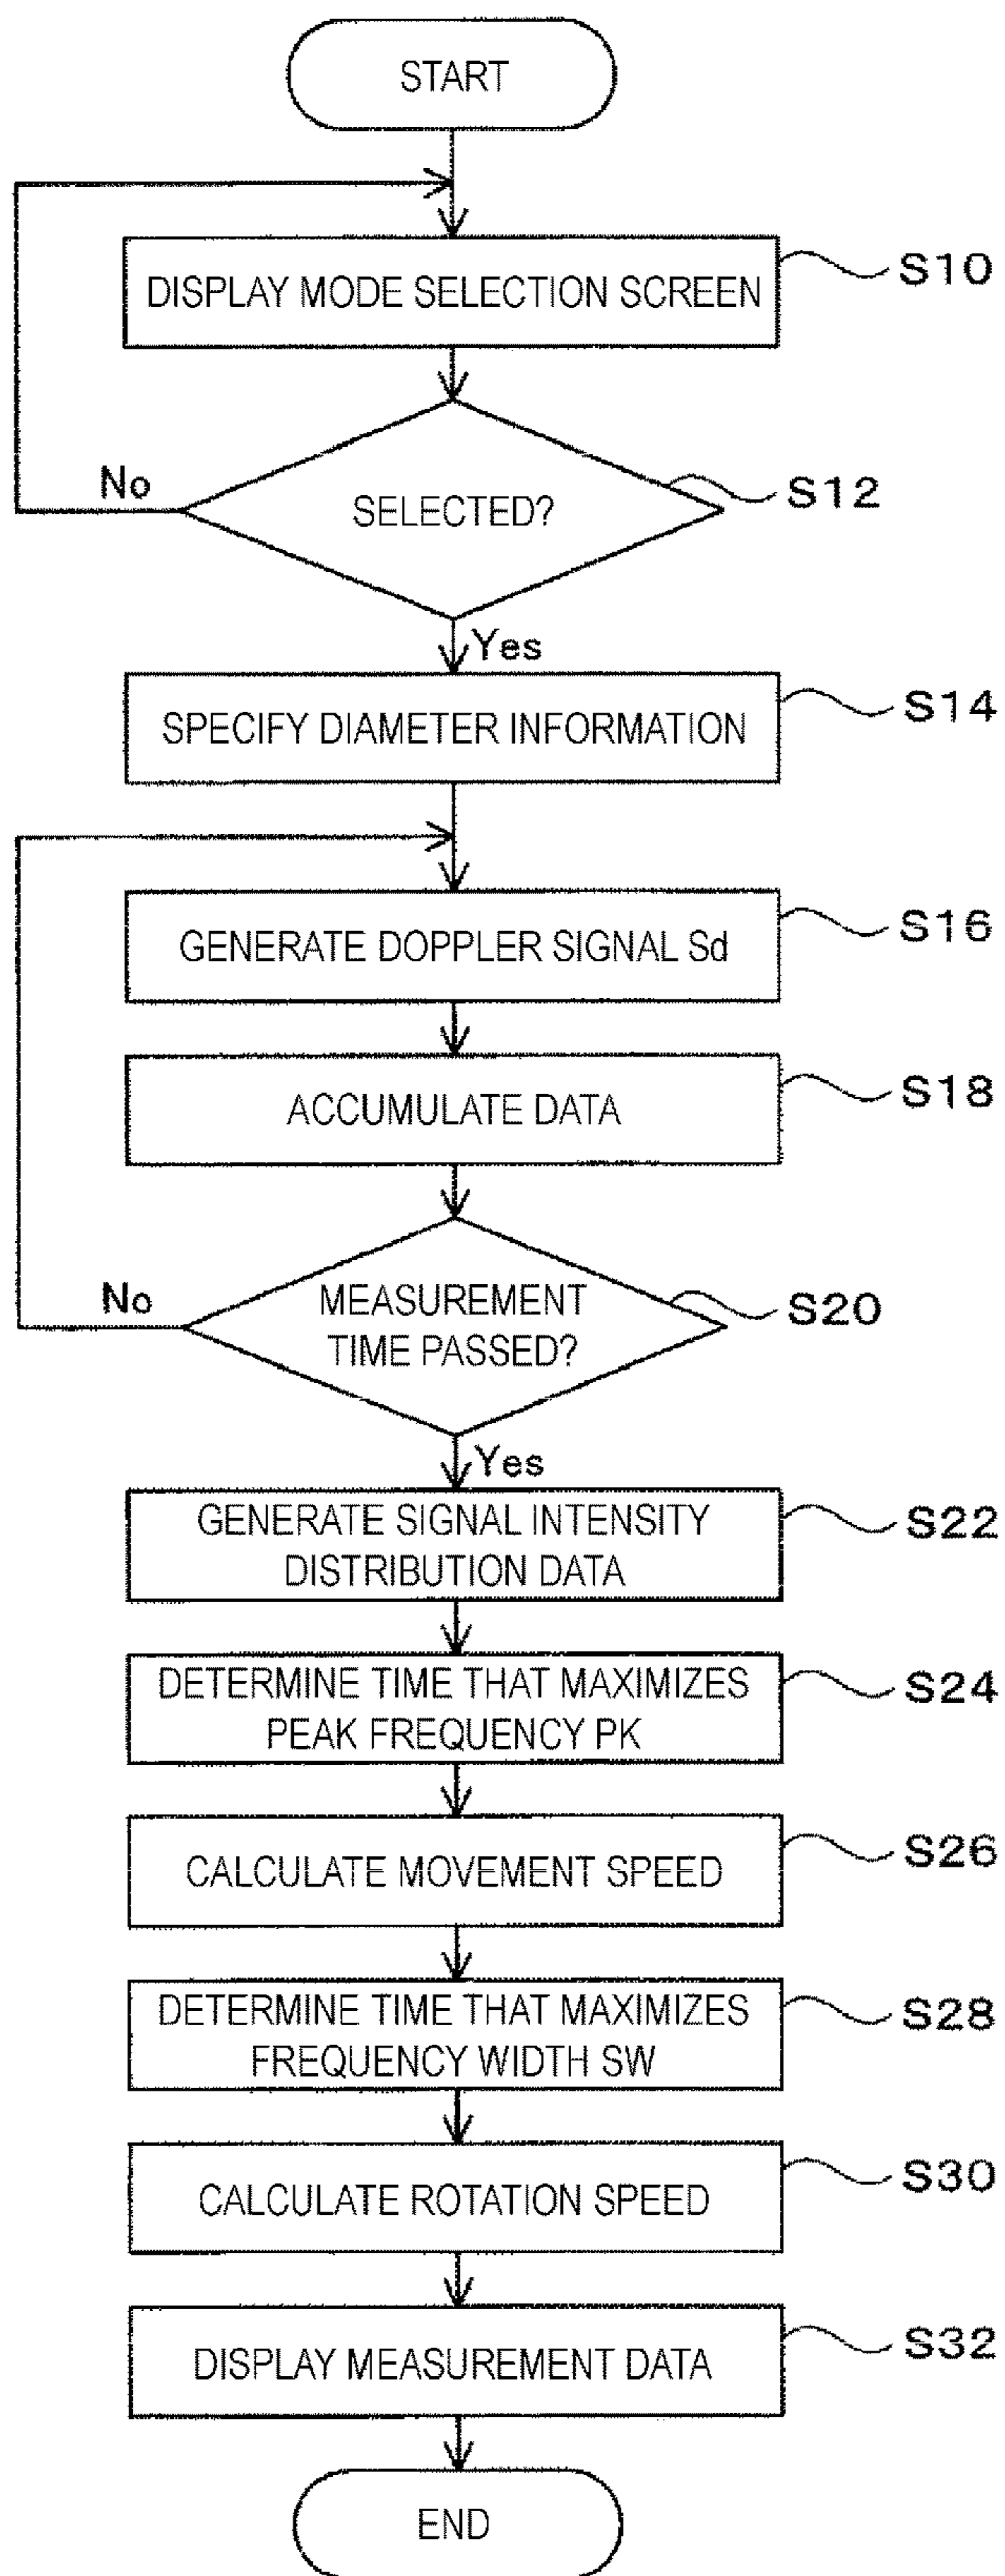 START
DISPLAY MODE SELECTION SCREEN
S10
No
SELECTED?
S12
Yes
SPECIFY DIAMETER INFORMATION
S14
GENERATE DOPPLER SIGNAL Sd
S16
ACCUMULATE DATA
S18
No
MEASUREMENT
TIME PASSED?
S20
Yes
GENERATE SIGNAL INTENSITY
DISTRIBUTION DATA
S22
DETERMINE TIME THAT MAXIMIZES
PEAK FREQUENCY PK
S24
CALCULATE MOVEMENT SPEED
S26
DETERMINE TIME THAT MAXIMIZES
FREQUENCY WIDTH SW
S28
CALCULATE ROTATION SPEED
S30
DISPLAY MEASUREMENT DATA
S32
END